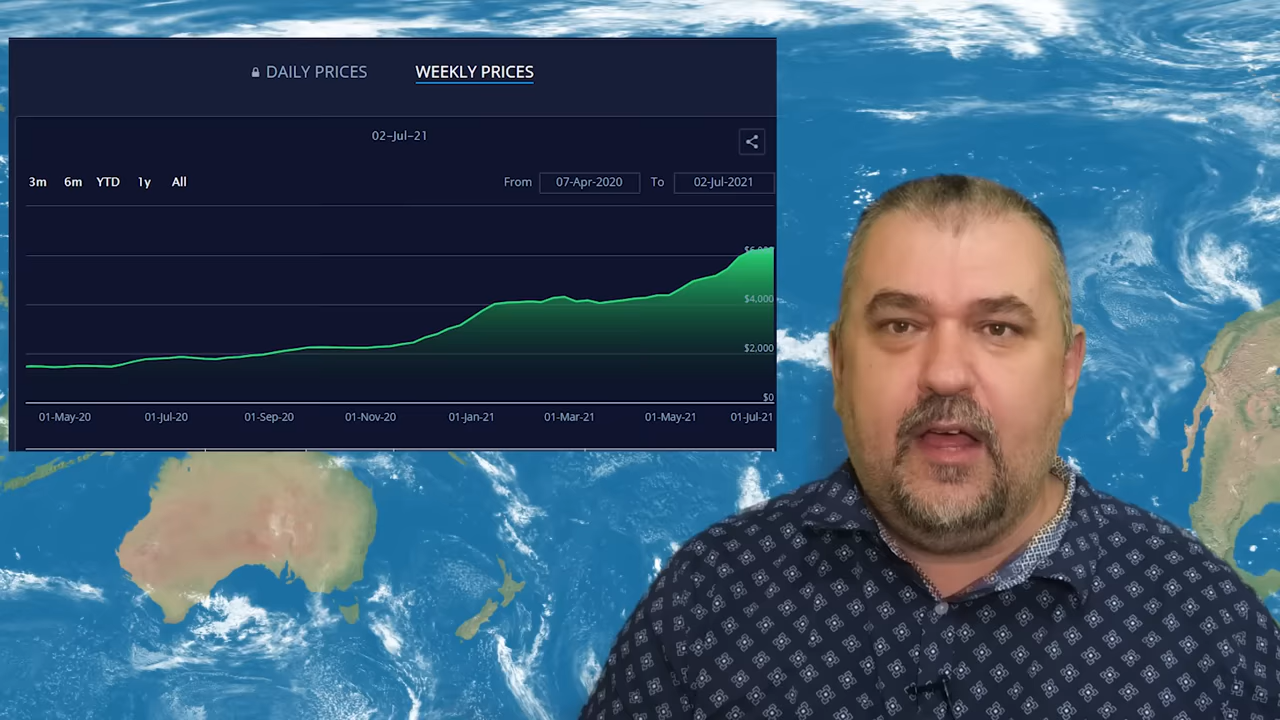 DAILY PRICES WEEKLY PRICES
02-Jul-21
3m 6m YTD 1y All From 07-Apr-2020 To 02-Jul-2021
$6,000
$4,000
$2,000
$0
01-May-20 01-Jul-20 01-Sep-20 01-Nov-20 01-Jan-21 01-Mar-21 01-May-21 01-Jul-21